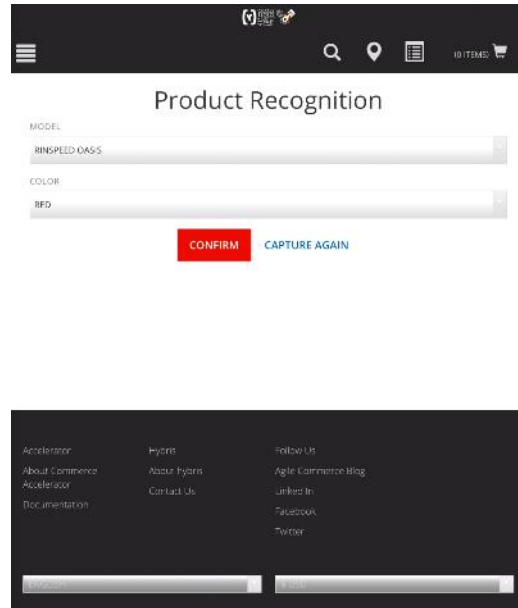 (0 ITEMS)
Product Recognition
MODEL
RINSPEED OASIS
COLOR
RED
CONFIRM
CAPTURE AGAIN
Accelerator
About Commerce
Accelerator
Documentation
Hybris
About hybris
Contact Us
Follow Us
Agile Commerce Blog
Linked In
Facebook
Twitter